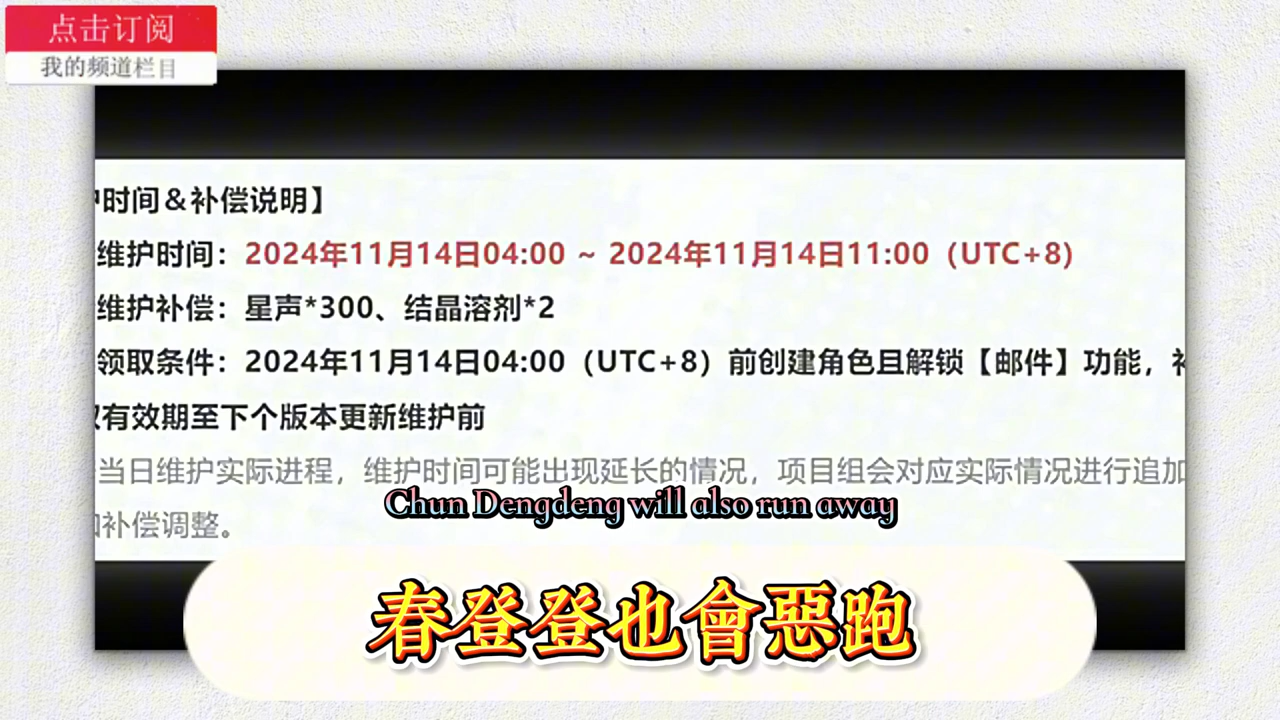 点击订阅
我的频道栏目
时间＆补偿说明】
维护时间：2024年11月14日04:00 ~ 2024年11月14日11:00（UTC+8）
维护补偿：星声*300、结晶溶剂*2
领取条件：2024年11月14日04:00（UTC+8）前创建角色且解锁【邮件】功能，
有效期至下个版本更新维护前
当日维护实际进程，维护时间可能出现延长的情况，项目组会对应实际情况进行追加
补偿调整。
Chun Dengdeng will also run away
春登登也會惡跑